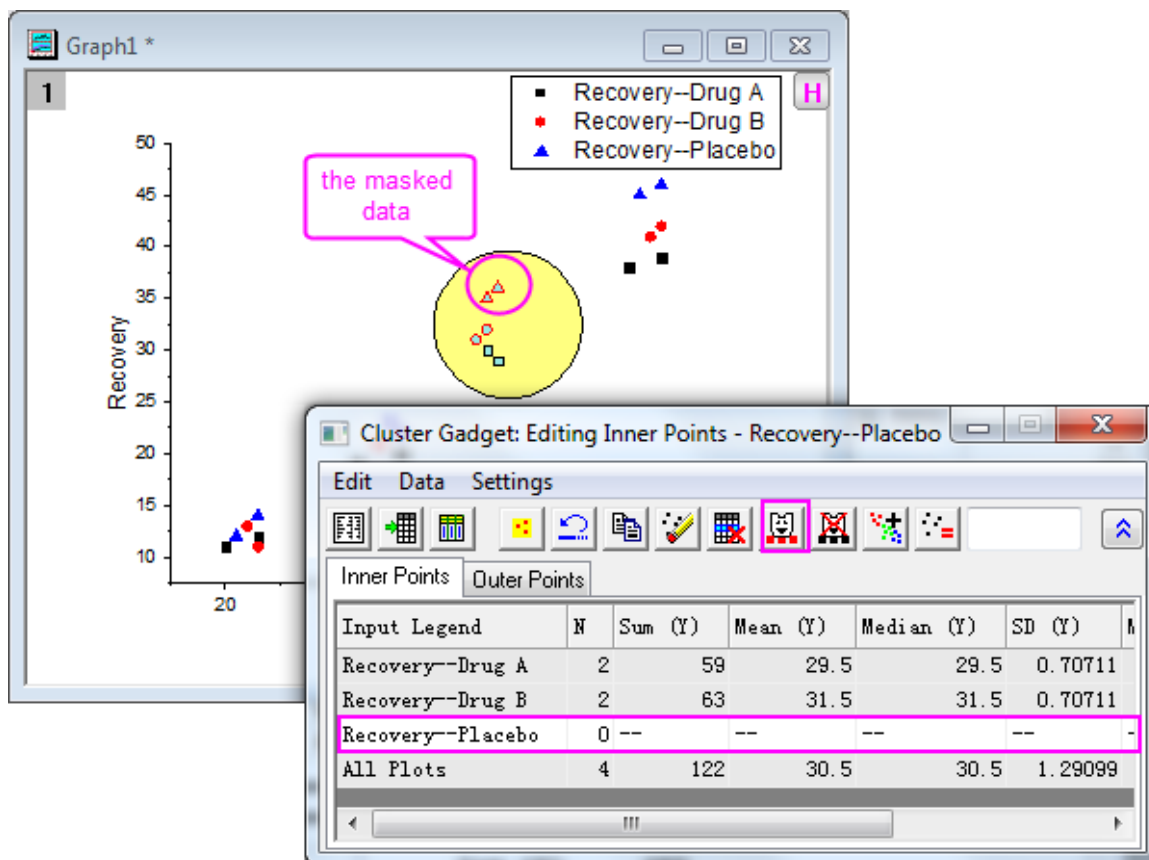 Graph1 *
1
Recovery--Drug A
Recovery--Drug B
Recovery--Placebo
H
the masked
data
50
45
40
35
30
25
20
15
10
Recovery
20
Cluster Gadget: Editing Inner Points - Recovery--Placebo
Edit Data Settings
Inner Points Outer Points
Input Legend N Sum (Y) Mean (Y) Median (Y) SD (Y)
Recovery--Drug A 2 59 29.5 29.5 0.70711
Recovery--Drug B 2 63 31.5 31.5 0.70711
Recovery--Placebo 0 -- -- -- --
All Plots 4 122 30.5 30.5 1.29099